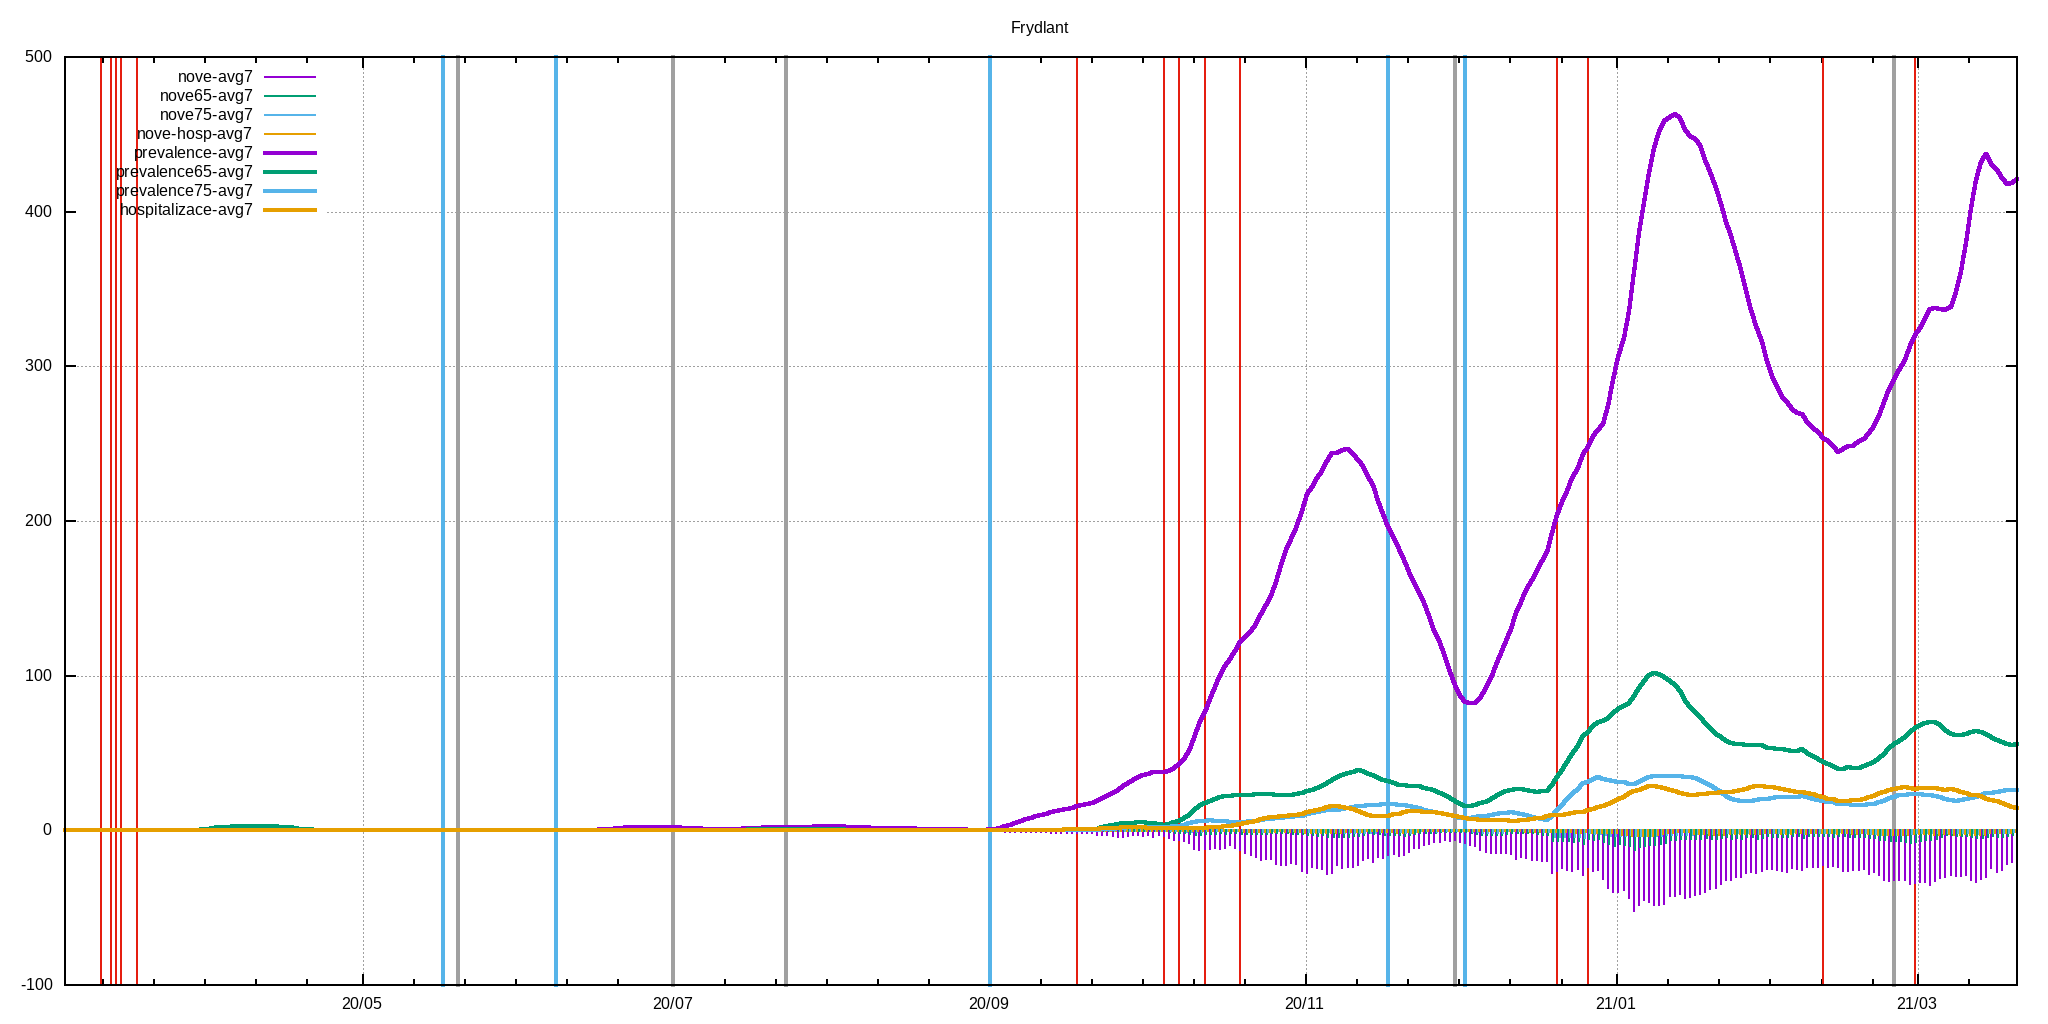 Frydlant
500
400
300
200
100
0
-100
nove-avg7
nove65-avg7
nove75-avg7
nove-hosp-avg7
prevalence-avg7
prevalence65-avg7
prevalence75-avg7
hospitalizace-avg7
20/05
20/07
20/09
20/11
21/01
21/03